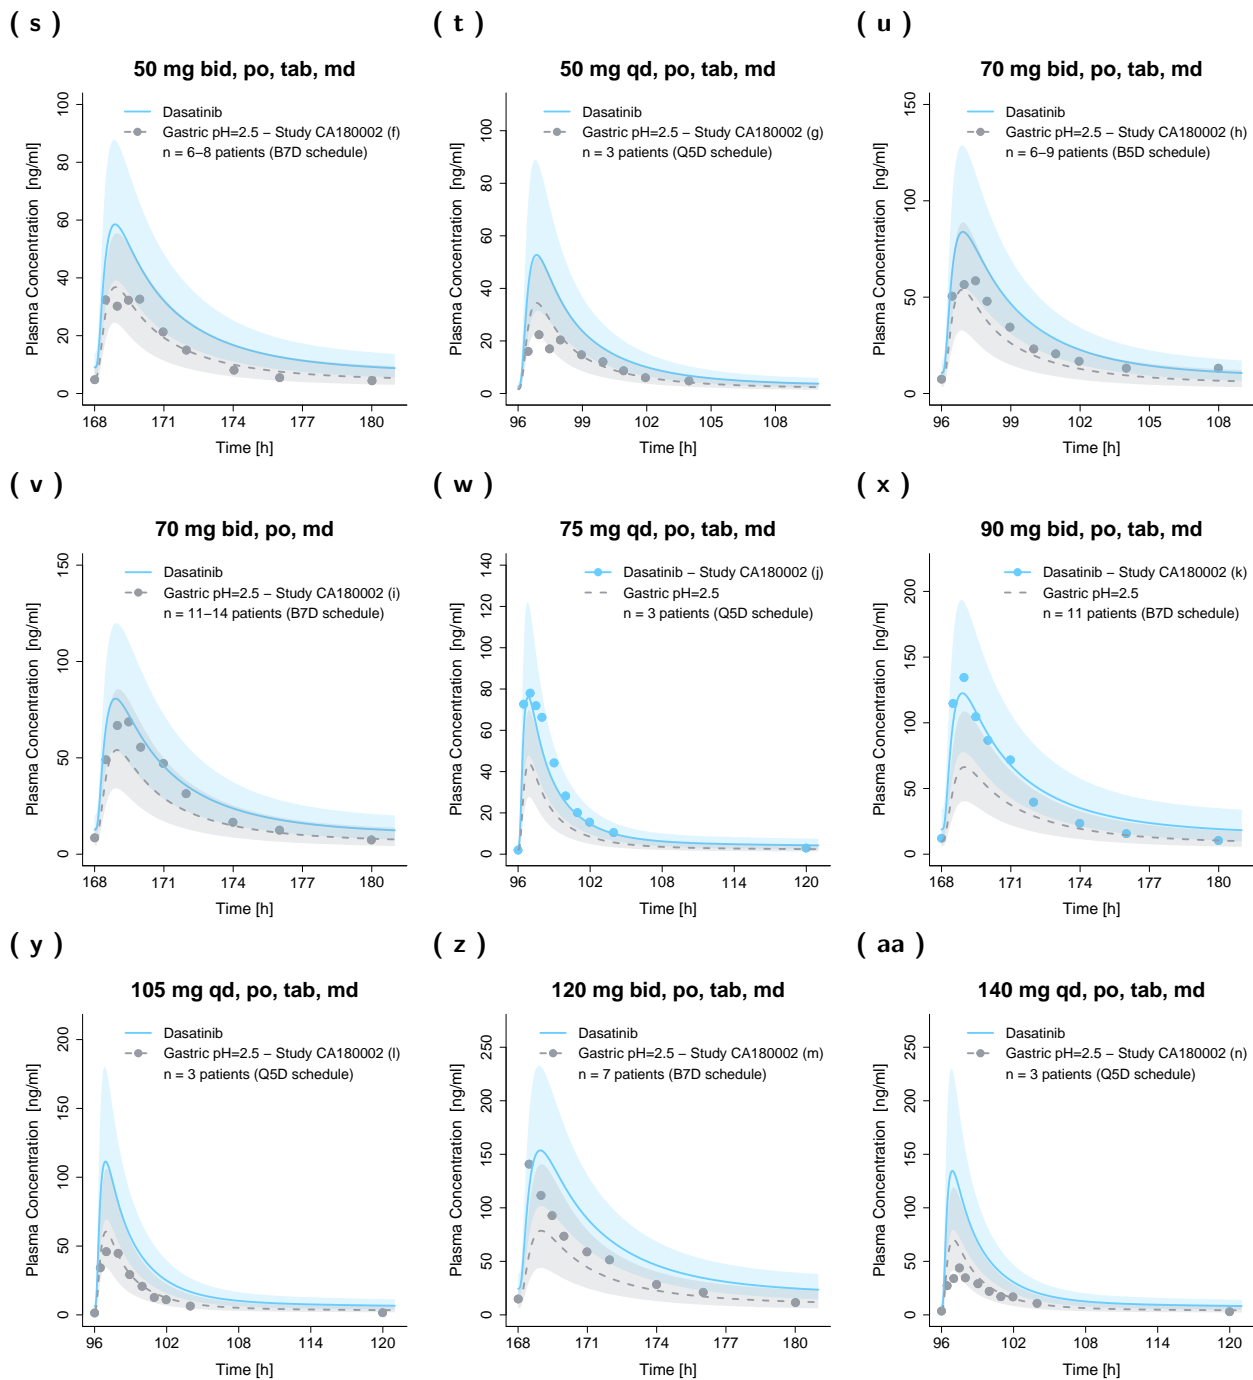 ( s )
50 mg bid, po, tab, md
Plasma Concentration [ng/ml]
100
80
60
40
20
0
Dasatinib
Gastric pH=2.5 − Study CA180002 (f)
n = 6−8 patients (B7D schedule)
168 171 174 177 180
Time [h]
( t )
50 mg qd, po, tab, md
Plasma Concentration [ng/ml]
100
80
60
40
20
0
Dasatinib
Gastric pH=2.5 − Study CA180002 (g)
n = 3 patients (Q5D schedule)
96 99 102 105 108
Time [h]
( u )
70 mg bid, po, tab, md
Plasma Concentration [ng/ml]
150
100
50
0
Dasatinib
Gastric pH=2.5 − Study CA180002 (h)
n = 6−9 patients (B5D schedule)
96 99 102 105 108
Time [h]
( v )
70 mg bid, po, md
Plasma Concentration [ng/ml]
150
100
50
0
Dasatinib
Gastric pH=2.5 − Study CA180002 (i)
n = 11−14 patients (B7D schedule)
168 171 174 177 180
Time [h]
( w )
75 mg qd, po, tab, md
Plasma Concentration [ng/ml]
140
120
100
80
60
40
20
0
Dasatinib − Study CA180002 (j)
Gastric pH=2.5
n = 3 patients (Q5D schedule)
96 102 108 114 120
Time [h]
( x )
90 mg bid, po, tab, md
Plasma Concentration [ng/ml]
200
150
100
50
0
Dasatinib − Study CA180002 (k)
Gastric pH=2.5
n = 11 patients (B7D schedule)
168 171 174 177 180
Time [h]
( y )
105 mg qd, po, tab, md
Plasma Concentration [ng/ml]
200
150
100
50
0
Dasatinib
Gastric pH=2.5 − Study CA180002 (l)
n = 3 patients (Q5D schedule)
96 102 108 114 120
Time [h]
( z )
120 mg bid, po, tab, md
Plasma Concentration [ng/ml]
250
200
150
100
50
0
Dasatinib
Gastric pH=2.5 − Study CA180002 (m)
n = 7 patients (B7D schedule)
168 171 174 177 180
Time [h]
( aa )
140 mg qd, po, tab, md
Plasma Concentration [ng/ml]
250
200
150
100
50
0
Dasatinib
Gastric pH=2.5 − Study CA180002 (n)
n = 3 patients (Q5D schedule)
96 102 108 114 120
Time [h]